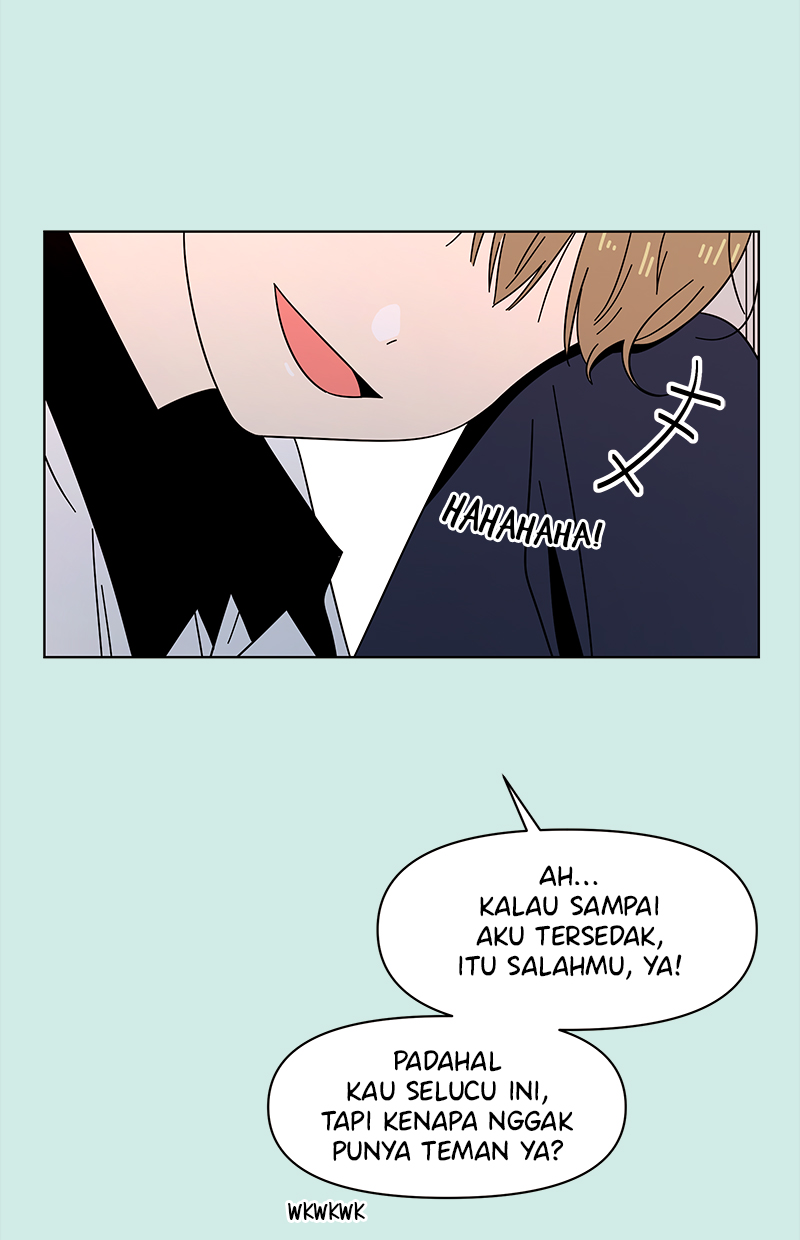 HAHAHAHA!
AH...
KALAU SAMPAI
AKU TERSEDAK,
ITU SALAHMU, YA!
PADAHAL
KAU SELUCU INI,
TAPI KENAPA NGGAK
PUNYA TEMAN YA?
WKWKWK